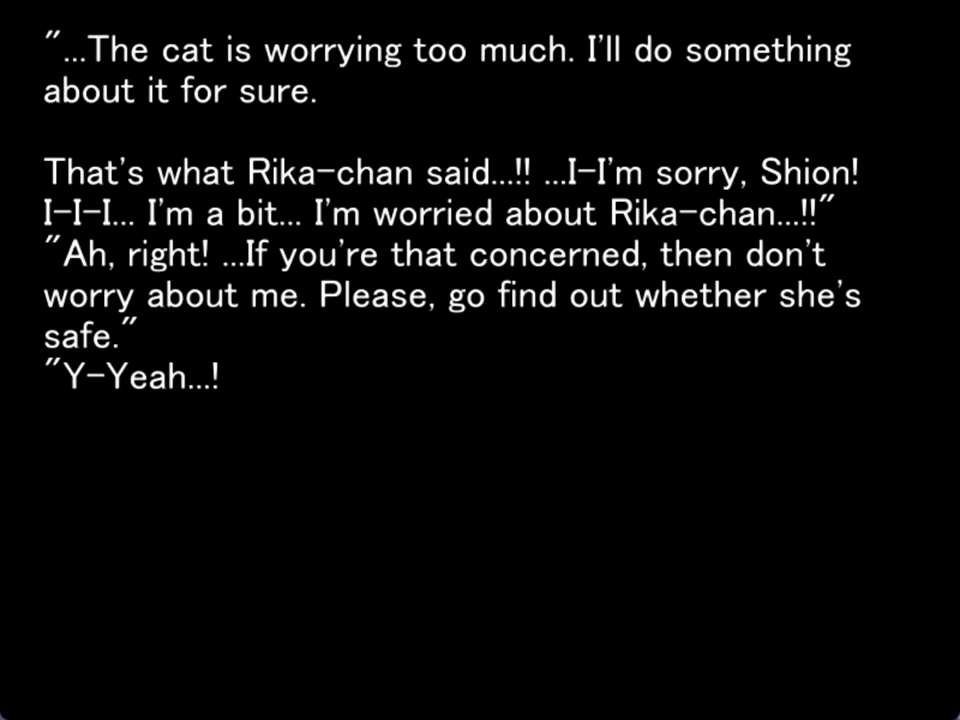 "...The cat is worrying too much. I'll do something
about it for sure.
That's what Rika-chan said...!! ...I-I'm sorry, Shion!
I-I-I... I'm a bit... I'm worried about Rika-chan...!!"
"Ah, right! ...If you're that concerned, then don't
worry about me. Please, go find out whether she's
safe."
"Y-Yeah...!